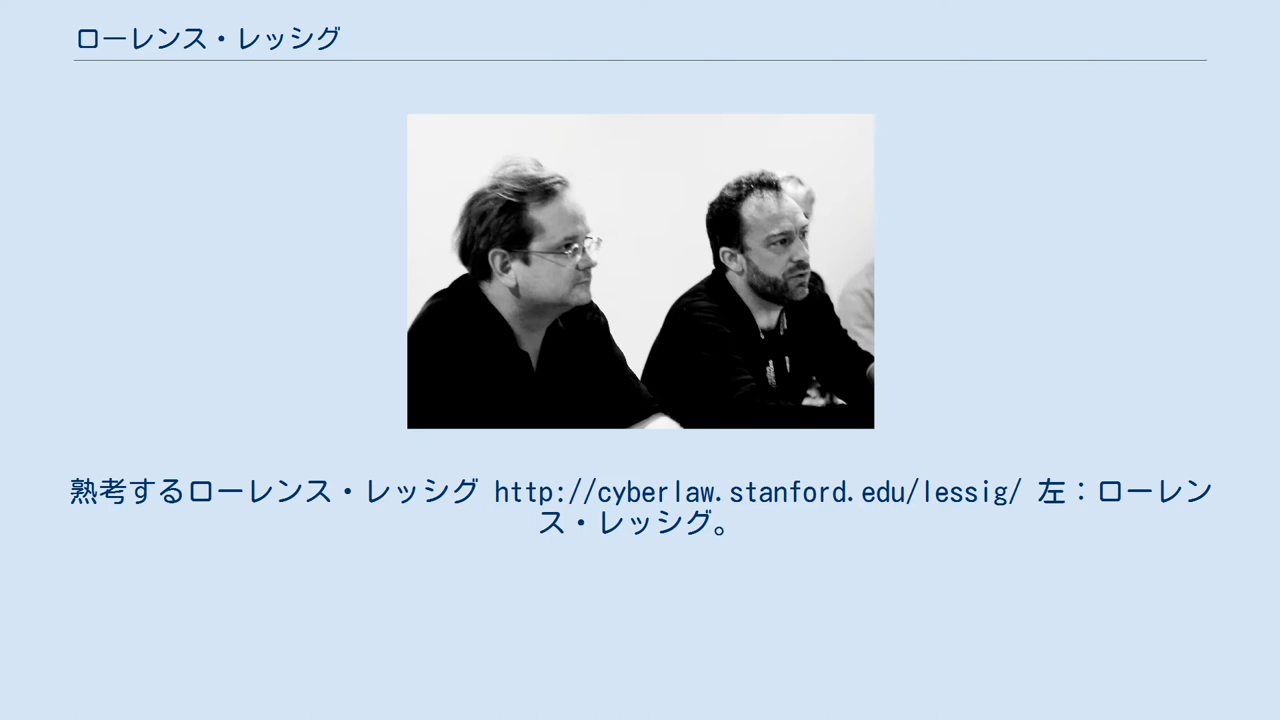 ローレンス・レッシグ
熟考するローレンス・レッシグ http://cyberlaw.stanford.edu/lessig/ 左：ローレン
ス・レッシグ。